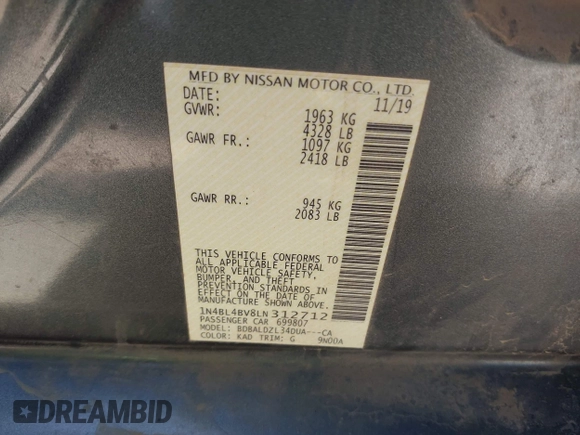 MFD BY NISSAN MOTOR CO., LTD.
DATE: 11/19
GVWR: 1963 KG
4328 LB
GAWR FR.: 1097 KG
2418 LB
GAWR RR.: 945 KG
2083 LB
THIS VEHICLE CONFORMS TO
ALL APPLICABLE FEDERAL
MOTOR VEHICLE SAFETY,
BUMPER, AND THEFT
PREVENTION STANDARDS IN
EFFECT ON THE DATE OF
MANUFACTURE SHOWN ABOVE.
1N4BL4BV8LN312712
PASSENGER CAR 699807
MODEL: BDBALDZL34DUA---CA
COLOR: KAD TRIM: G 9N00A
DREAMBID